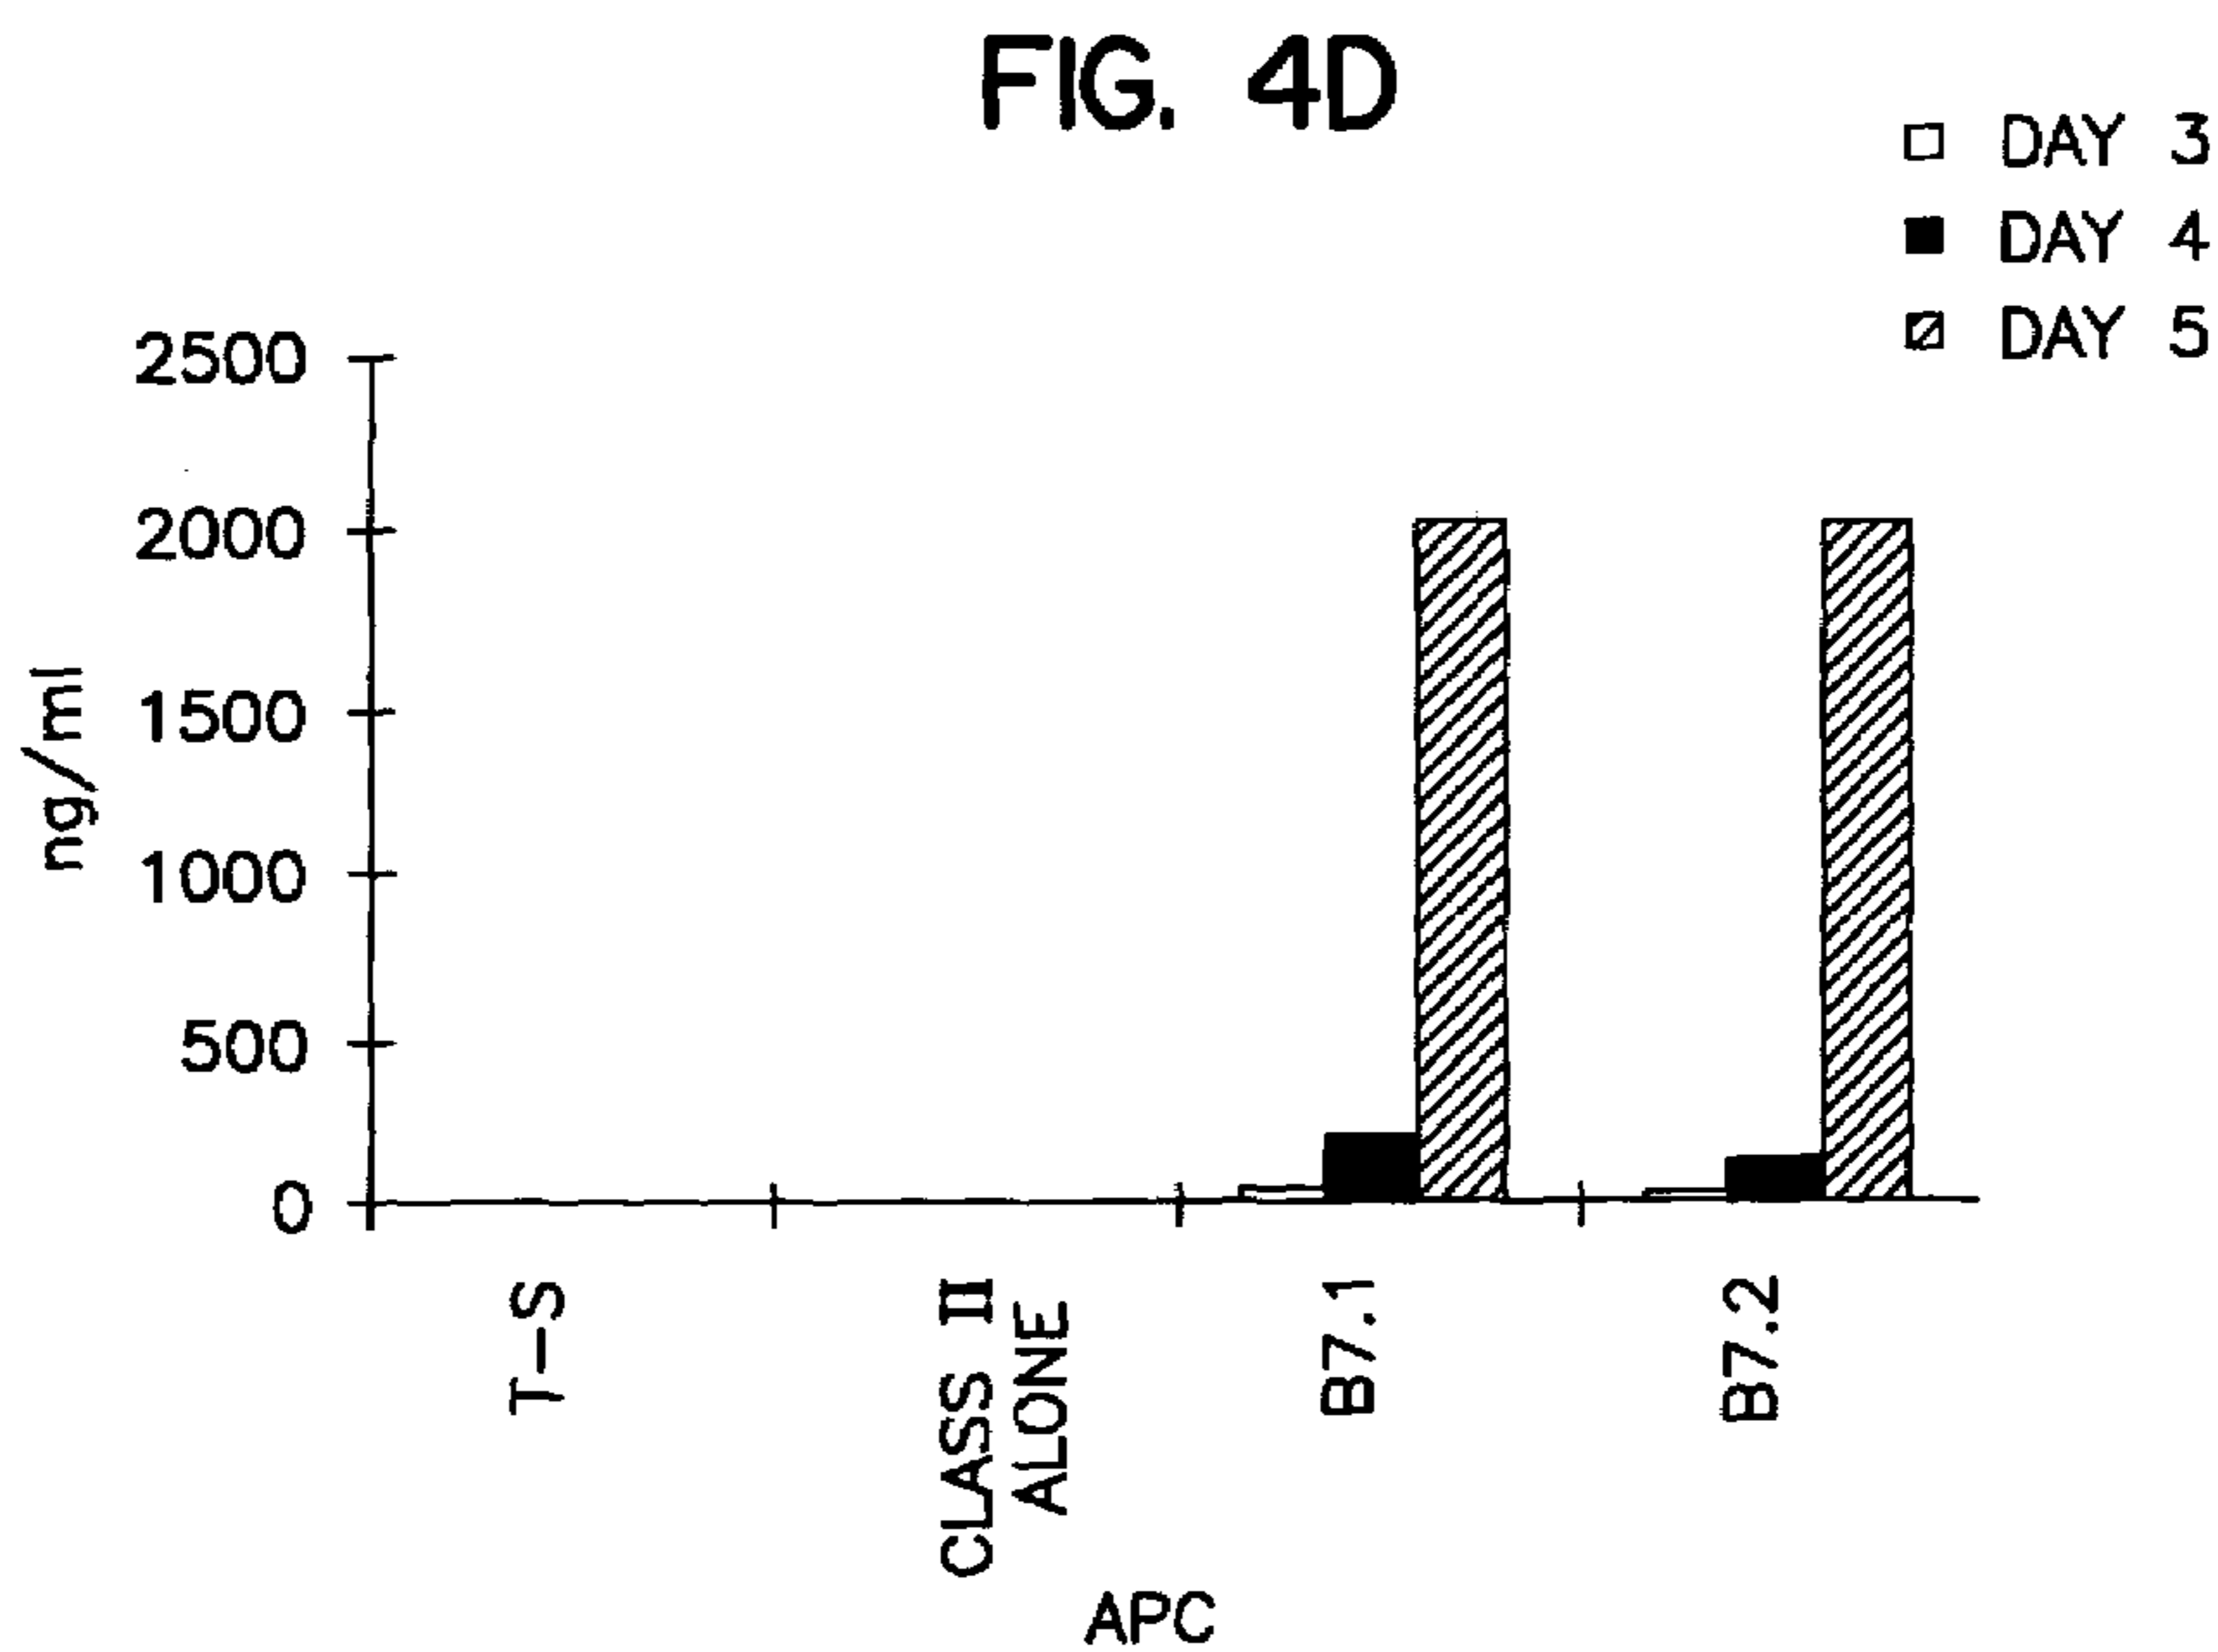 FIG. 4D
DAY 3
DAY 4
DAY 5
2500
2000
1500
1000
500
0
ng/ml
T-S
CLASS II
ALONE
B7.1
B7.2
APC